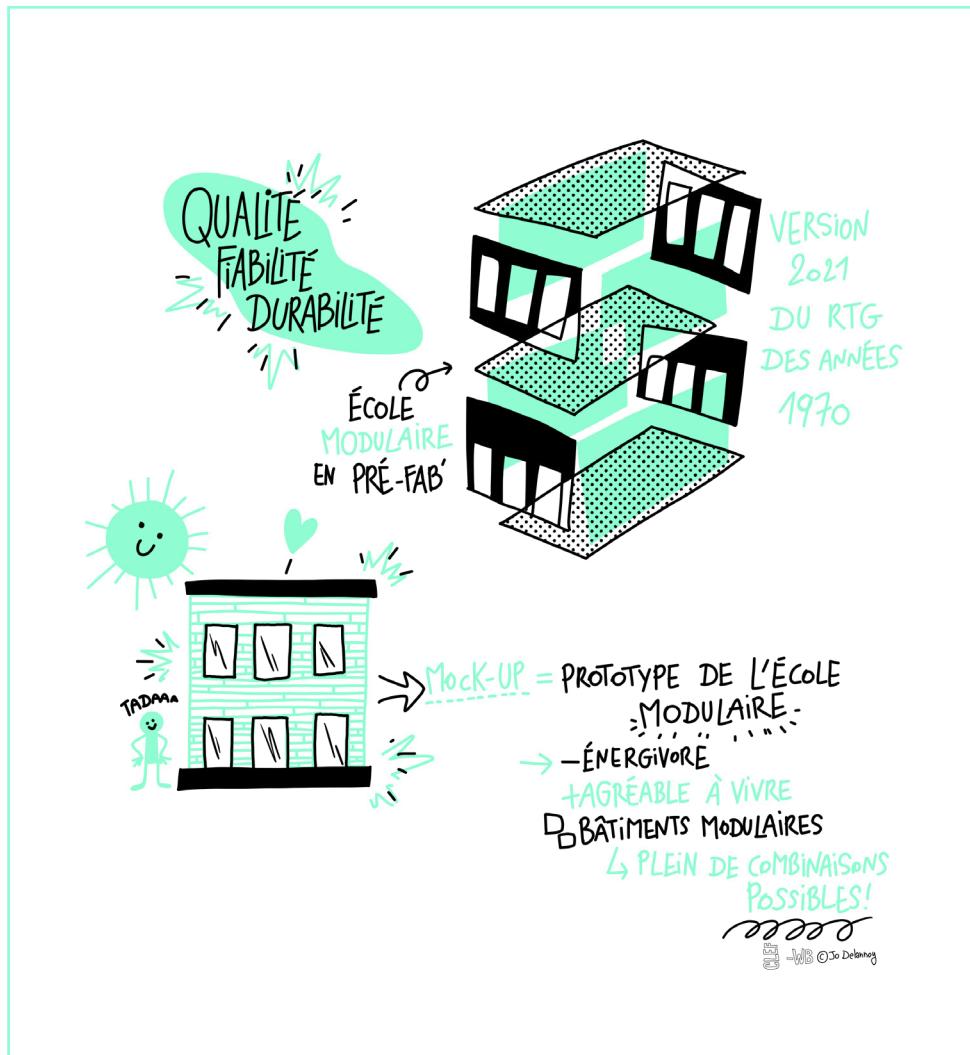 QUALITÉ
FIABILITÉ
DURABILITÉ
VERSION
2021
DU RTG
DES ANNÉES
1970
ÉCOLE
MODULAIRE
EN PRÉ-FAB'
TADAAA
MOCK-UP = PROTOTYPE DE L'ÉCOLE
MODULAIRE
→ -ÉNERGIVORE
+AGRÉABLE À VIVRE
BÂTIMENTS MODULAIRES
↳ PLEIN DE COMBINAISONS
POSSIBLES!
CLEF -WB ©Jo Delannoy